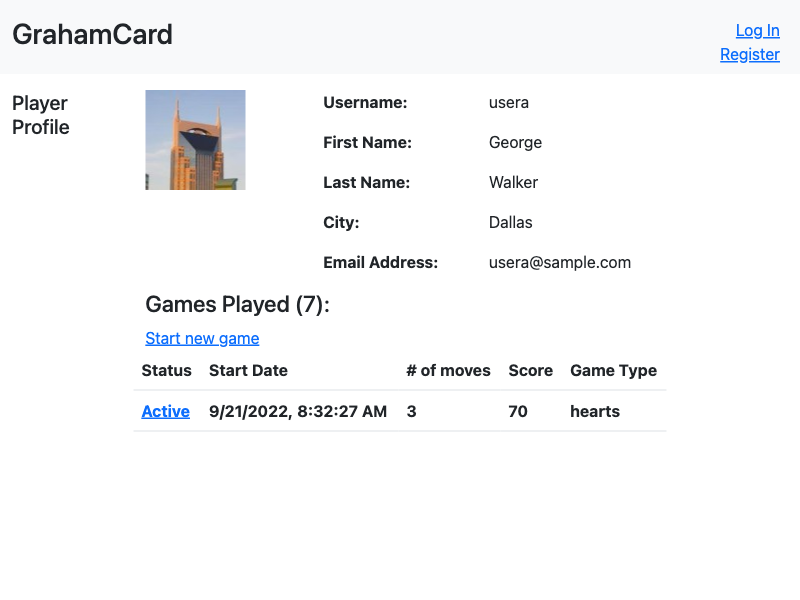 GrahamCard
Log In
Register
Player
Profile
Username: usera
First Name: George
Last Name: Walker
City: Dallas
Email Address: usera@sample.com
Games Played (7):
Start new game
Status Start Date # of moves Score Game Type
Active 9/21/2022, 8:32:27 AM 3 70 hearts